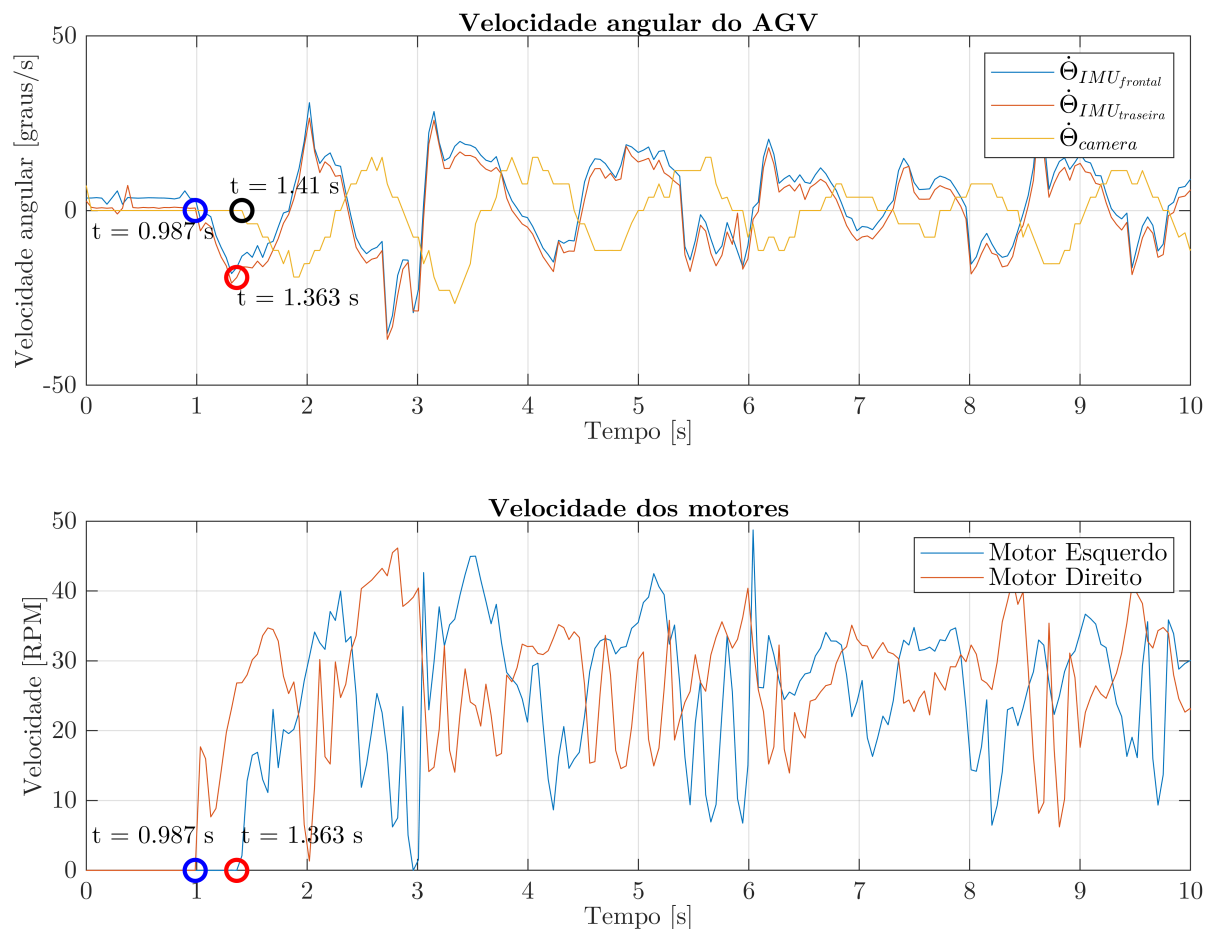 Velocidade angular do AGV
Velocidade angular [graus/s]
50
0
-50
Θ̇IMUfrontal
Θ̇IMUtraseira
Θ̇camera
t = 1.41 s
t = 0.987 s
t = 1.363 s
0 1 2 3 4 5 6 7 8 9 10
Tempo [s]
Velocidade dos motores
Velocidade [RPM]
50
40
30
20
10
0
Motor Esquerdo
Motor Direito
t = 0.987 s
t = 1.363 s
0 1 2 3 4 5 6 7 8 9 10
Tempo [s]